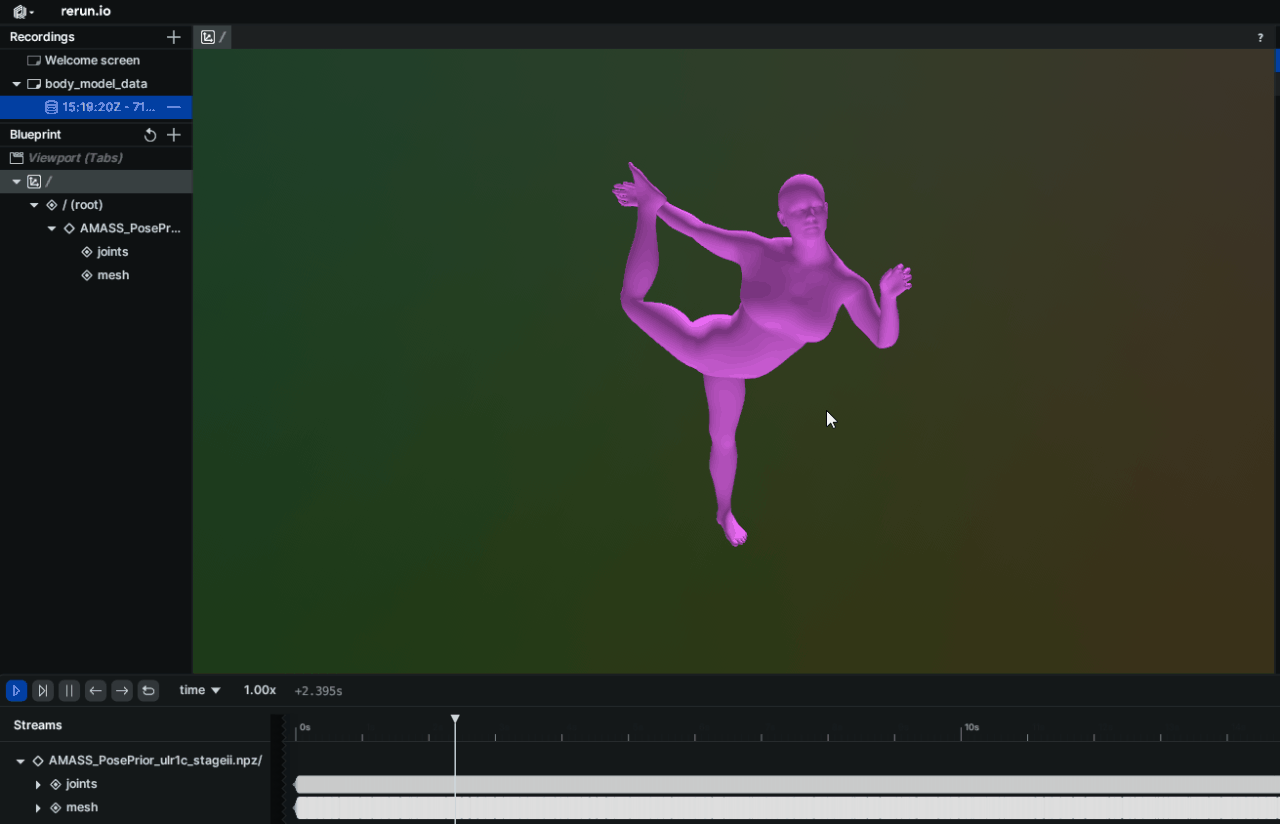 rerun.io
Recordings
/
?
Welcome screen
body_model_data
15:19:20Z - 71...
Blueprint
Viewport (Tabs)
/
/ (root)
AMASS_PosePr...
joints
mesh
time
1.00x
+2.395s
Streams
0s
10s
AMASS_PosePrior_ulr1c_stageii.npz/
joints
mesh